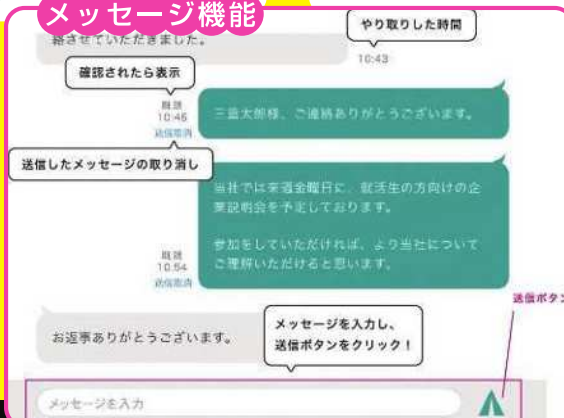 メッセージ機能
絡させていただきました。
やり取りした時間
10:43
確認されたら表示
既読
10:46
送信取消
三皿太郎様、ご連絡ありがとうございます。
送信したメッセージの取り消し
当社では来週金曜日に、就活生の方向けの企
業説明会を予定しております。
参加をしていただければ、より当社について
ご理解いただけると思います。
既読
10:54
送信取消
送信ボタン
お返事ありがとうございます。
メッセージを入力し、
送信ボタンをクリック！
メッセージを入力